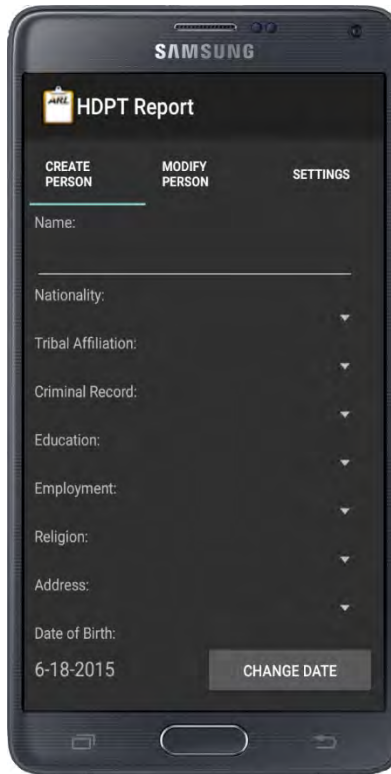 SAMSUNG
ARL
HDPT Report
CREATE PERSON
MODIFY PERSON
SETTINGS
Name:
Nationality:
Tribal Affiliation:
Criminal Record:
Education:
Employment:
Religion:
Address:
Date of Birth:
6-18-2015
CHANGE DATE